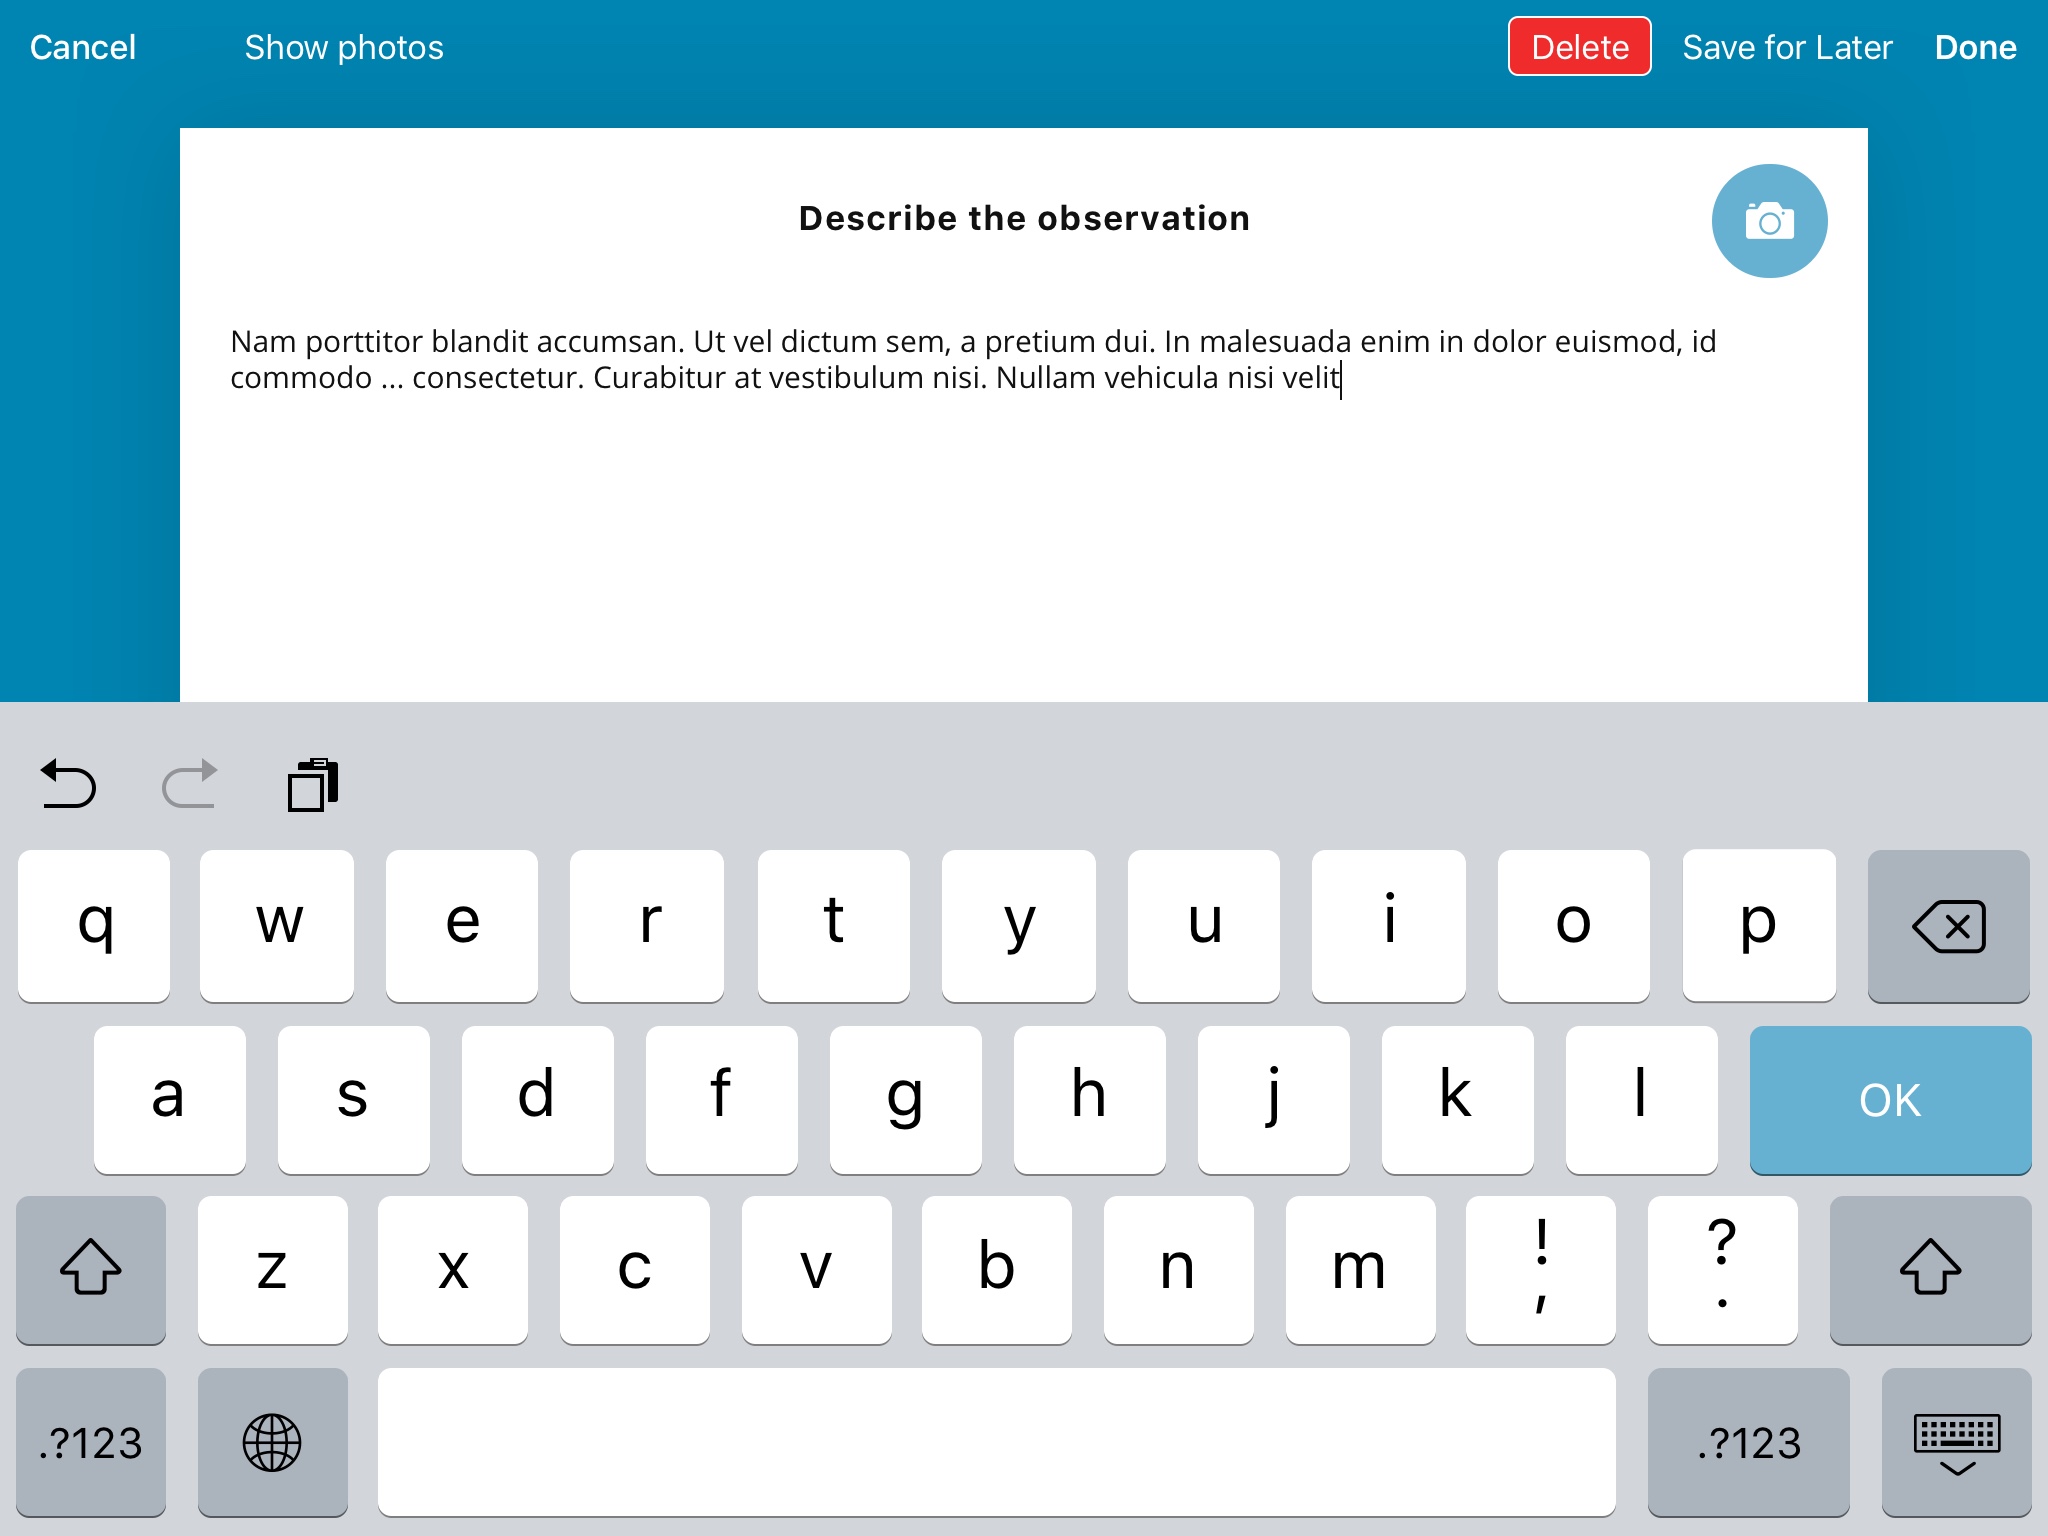 Cancel Show photos Delete Save for Later Done
Describe the observation
Nam porttitor blandit accumsan. Ut vel dictum sem, a pretium dui. In malesuada enim in dolor euismod, id
commodo ... consectetur. Curabitur at vestibulum nisi. Nullam vehicula nisi velit
q w e r t y u i o p
a s d f g h j k l OK
z x c v b n m ! , ? .
.?123 .?123